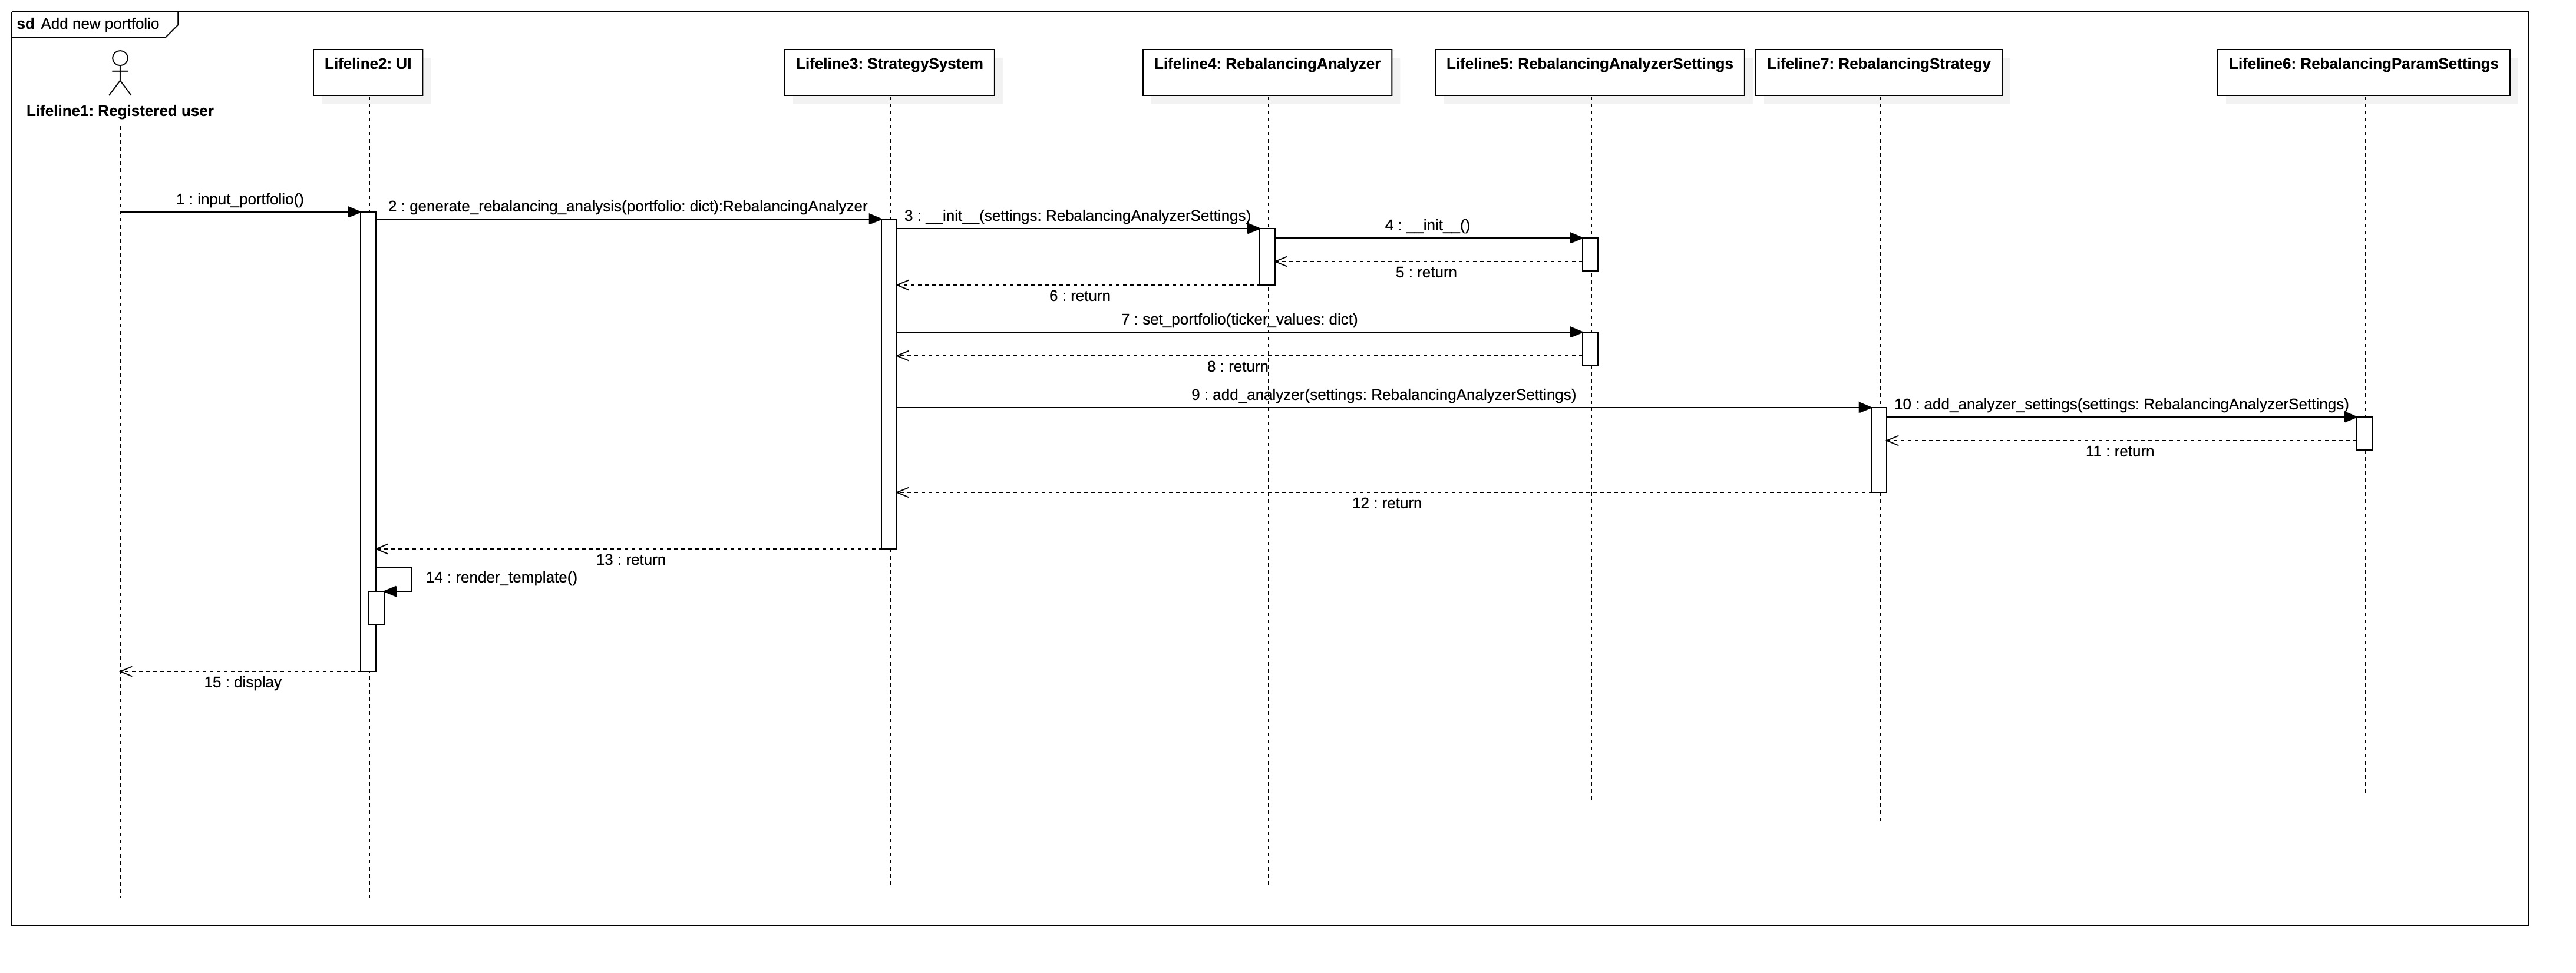 sd Add new portfolio
Lifeline1: Registered user
Lifeline2: UI
Lifeline3: StrategySystem
Lifeline4: RebalancingAnalyzer
Lifeline5: RebalancingAnalyzerSettings
Lifeline7: RebalancingStrategy
Lifeline6: RebalancingParamSettings
1 : input_portfolio()
2 : generate_rebalancing_analysis(portfolio: dict):RebalancingAnalyzer
3 : __init__(settings: RebalancingAnalyzerSettings)
4 : __init__()
5 : return
6 : return
7 : set_portfolio(ticker_values: dict)
8 : return
9 : add_analyzer(settings: RebalancingAnalyzerSettings)
10 : add_analyzer_settings(settings: RebalancingAnalyzerSettings)
11 : return
12 : return
13 : return
14 : render_template()
15 : display